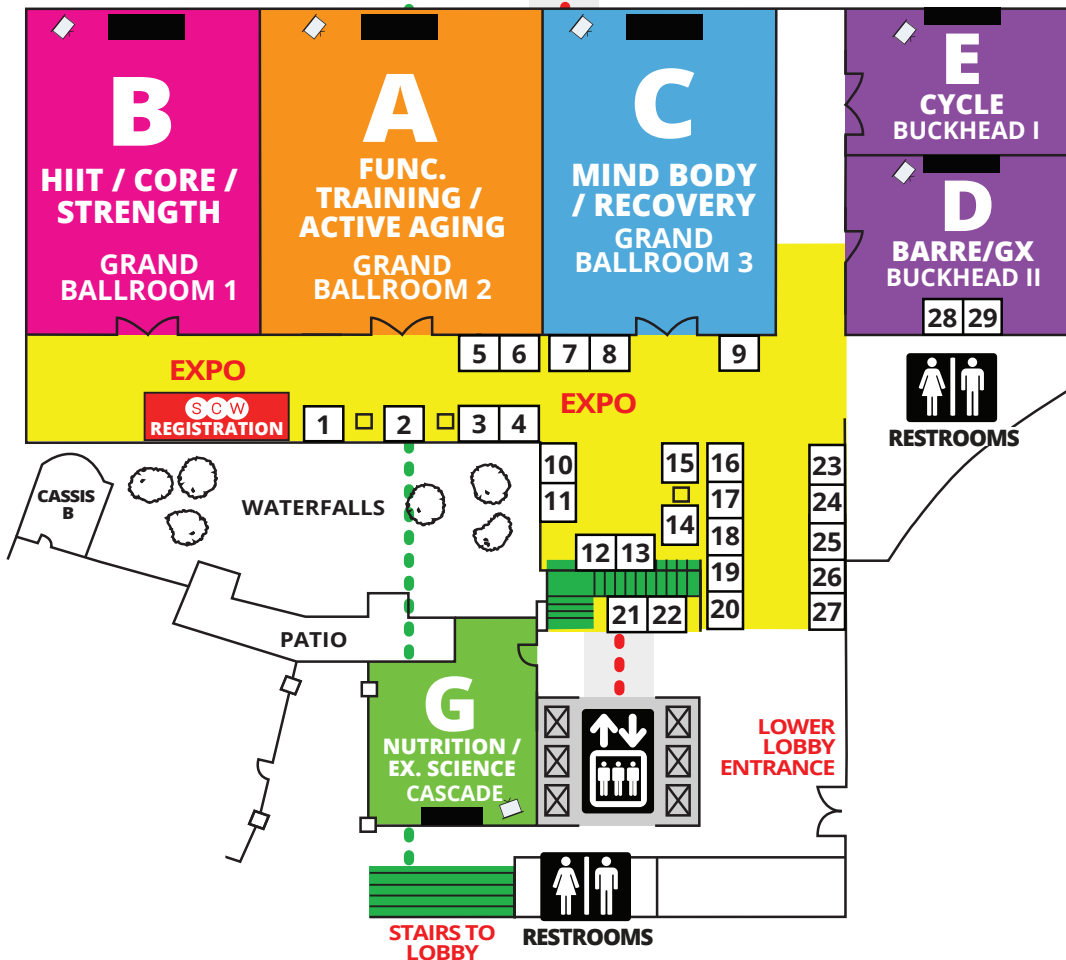 B
HIIT / CORE /
STRENGTH
GRAND
BALLROOM 1
A
FUNC.
TRAINING /
ACTIVE AGING
GRAND
BALLROOM 2
C
MIND BODY
/ RECOVERY
GRAND
BALLROOM 3
E
CYCLE
BUCKHEAD I
D
BARRE/GX
BUCKHEAD II
28 29
5 6 7 8 9
EXPO
EXPO
SCW
REGISTRATION
1 2 3 4
RESTROOMS
10
11
15
14
16
17
18
19
20
23
24
25
26
27
12 13
21 22
CASSIS
B
WATERFALLS
PATIO
G
NUTRITION /
EX. SCIENCE
CASCADE
LOWER
LOBBY
ENTRANCE
STAIRS TO
LOBBY
RESTROOMS